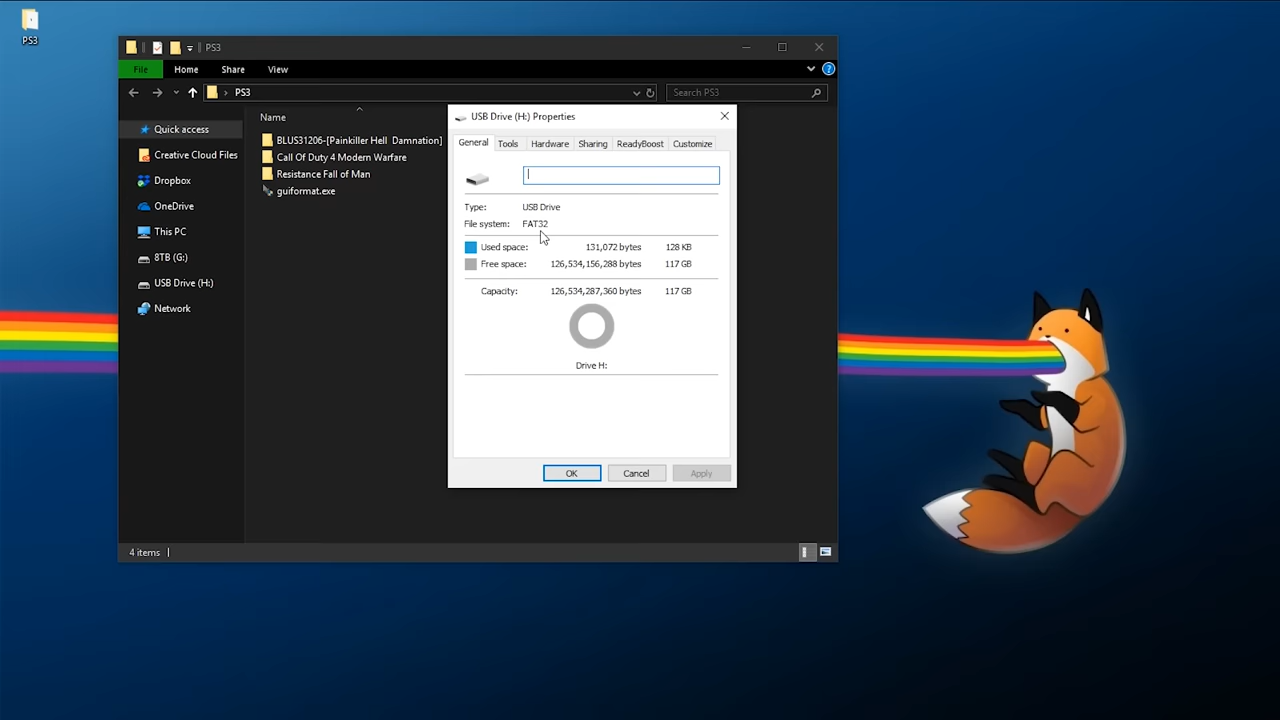 PS3
PS3
File Home Share View
PS3
Search PS3
Quick access
Creative Cloud Files
Dropbox
OneDrive
This PC
8TB (G:)
USB Drive (H:)
Network
Name
BLUS31206-[Painkiller Hell Damnation]
Call Of Duty 4 Modern Warfare
Resistance Fall of Man
guiformat.exe
USB Drive (H:) Properties
General Tools Hardware Sharing ReadyBoost Customize
Type: USB Drive
File system: FAT32
Used space: 131,072 bytes 128 KB
Free space: 126,534,156,288 bytes 117 GB
Capacity: 126,534,287,360 bytes 117 GB
Drive H:
OK Cancel Apply
4 items